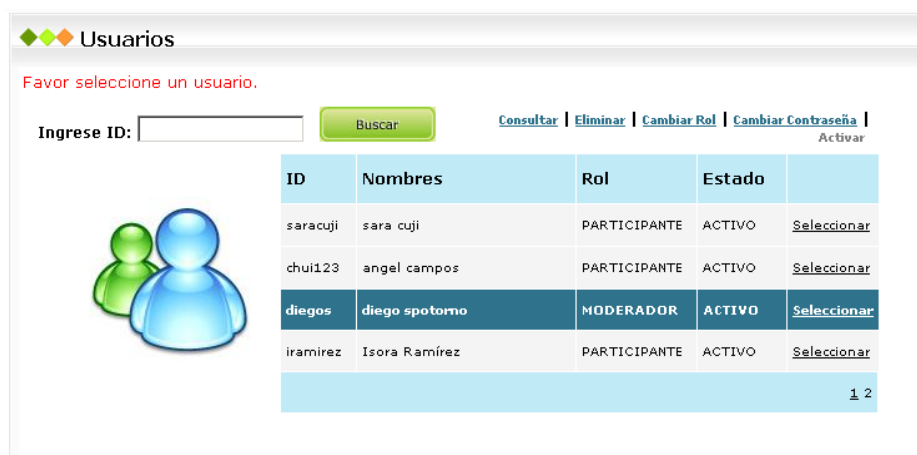 Usuarios
Favor seleccione un usuario.
Ingrese ID: Buscar Consultar | Eliminar | Cambiar Rol | Cambiar Contraseña |
Activar
ID Nombres Rol Estado
saracuji sara cuji PARTICIPANTE ACTIVO Seleccionar
chui123 angel campos PARTICIPANTE ACTIVO Seleccionar
diegos diego spotorno MODERADOR ACTIVO Seleccionar
iramirez Isora Ramírez PARTICIPANTE ACTIVO Seleccionar
1 2